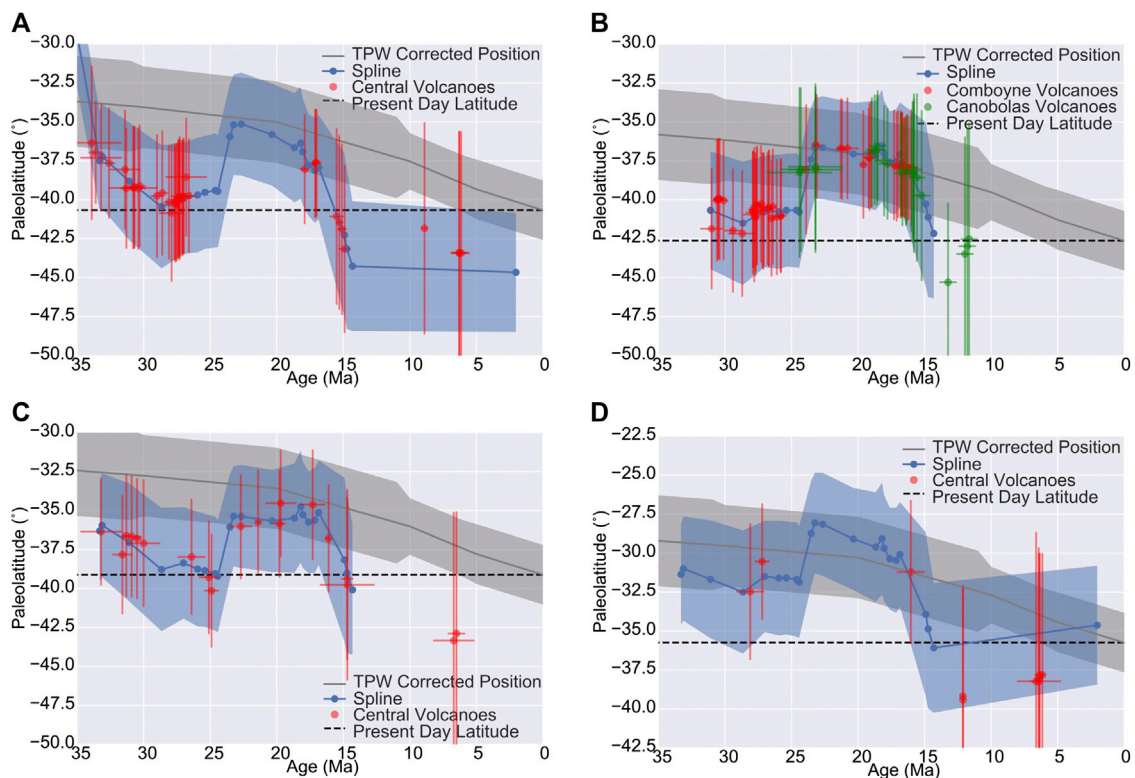 A
−30.0
−32.5
−35.0
−37.5
−40.0
−42.5
−45.0
−47.5
−50.0
Paleolatitude (°)
TPW Corrected Position
Spline
Central Volcanoes
Present Day Latitude
35 30 25 20 15 10 5 0
Age (Ma)
B
−30.0
−32.5
−35.0
−37.5
−40.0
−42.5
−45.0
−47.5
−50.0
Paleolatitude (°)
TPW Corrected Position
Spline
Comboyne Volcanoes
Canobolas Volcanoes
Present Day Latitude
35 30 25 20 15 10 5 0
Age (Ma)
C
−30.0
−32.5
−35.0
−37.5
−40.0
−42.5
−45.0
−47.5
−50.0
Paleolatitude (°)
TPW Corrected Position
Spline
Central Volcanoes
Present Day Latitude
35 30 25 20 15 10 5 0
Age (Ma)
D
−22.5
−25.0
−27.5
−30.0
−32.5
−35.0
−37.5
−40.0
−42.5
Paleolatitude (°)
TPW Corrected Position
Spline
Central Volcanoes
Present Day Latitude
35 30 25 20 15 10 5 0
Age (Ma)